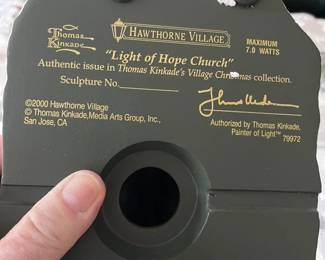 Thomas
Kinkade
HAWTHORNE VILLAGE
MAXIMUM
7.0 WATTS
"Light of Hope Church"
Authentic issue in Thomas Kinkade's Village Christmas collection.
Sculpture No.
©2000 Hawthorne Village
© Thomas Kinkade,Media Arts Group, Inc.,
San Jose, CA
Authorized by Thomas Kinkade,
Painter of Light™
79972